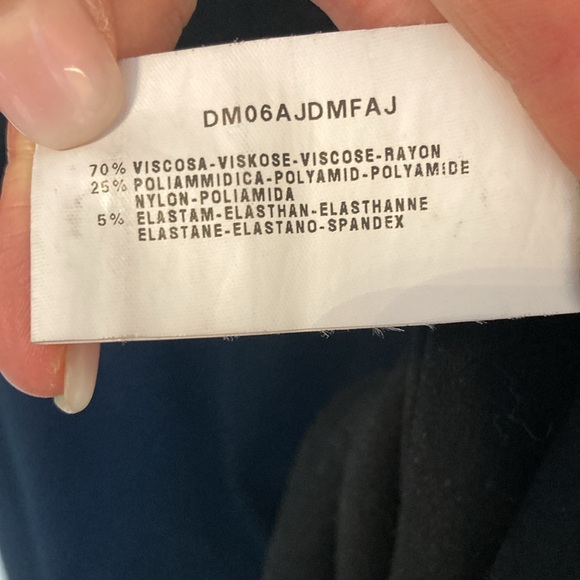 DM06AJDMFAJ
70% VISCOSA-VISKOSE-VISCOSE-RAYON
25% POLIAMMIDICA-POLYAMID-POLYAMIDE
NYLON-POLIAMIDA
5% ELASTAM-ELASTHAN-ELASTHANNE
ELASTANE-ELASTANO-SPANDEX